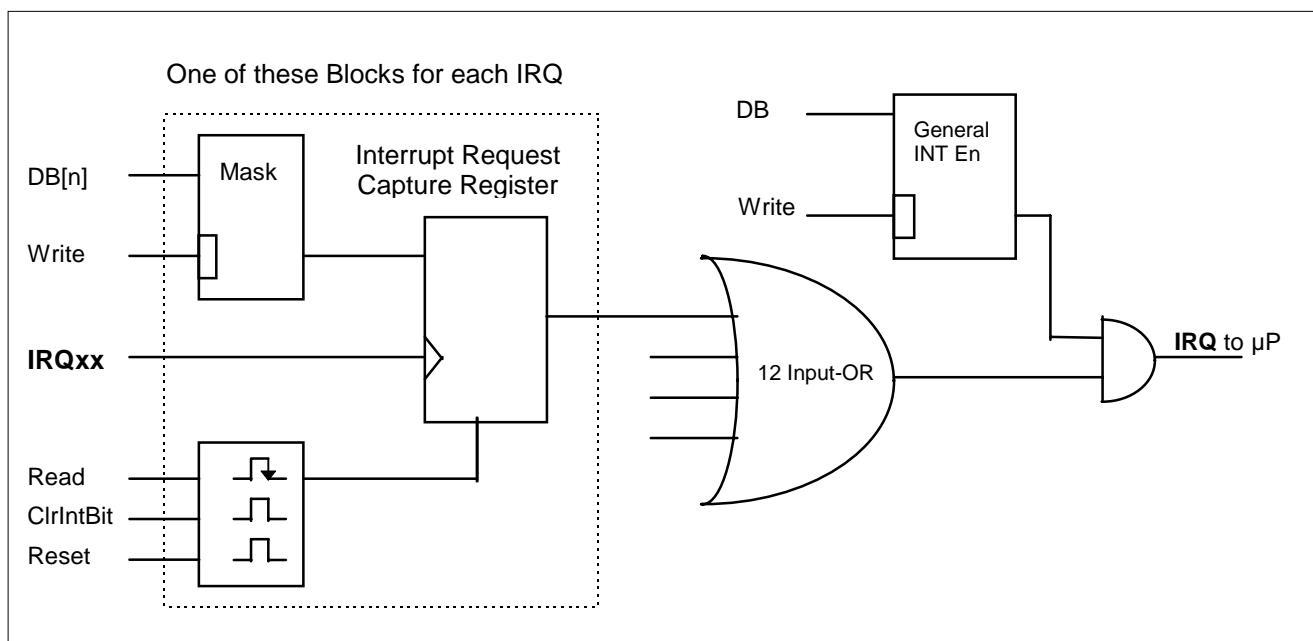 One of these Blocks for each IRQ
DB[n]
Mask
Write
Interrupt Request
Capture Register
IRQxx
Read
ClrIntBit
Reset
DB
General
INT En
Write
12 Input-OR
IRQ to µP